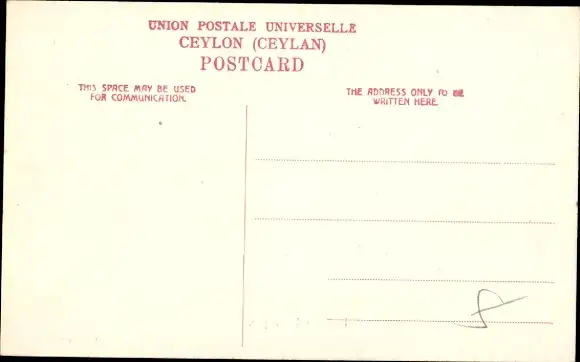 UNION POSTALE UNIVERSELLE
CEYLON (CEYLAN)
POSTCARD
THIS SPACE MAY BE USED
FOR COMMUNICATION.
THE ADDRESS ONLY TO BE
WRITTEN HERE.